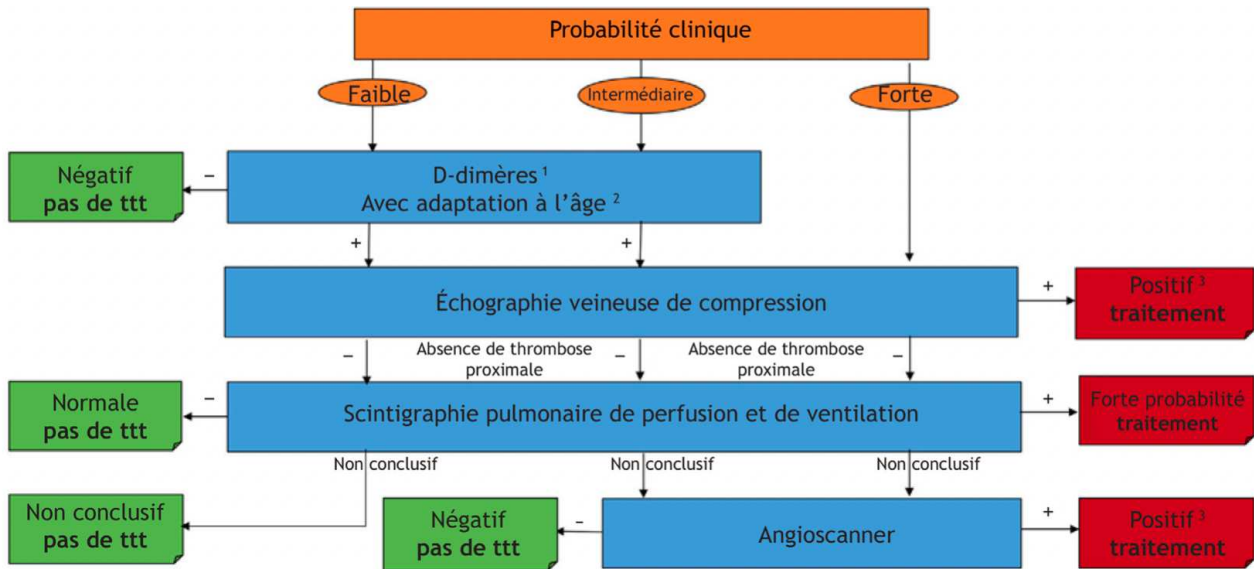 Probabilité clinique
Faible
Intermédiaire
Forte
Négatif
pas de ttt
–
D-dimères 1
Avec adaptation à l’âge 2
+
+
Échographie veineuse de compression
+
Positif 3
traitement
–
Absence de thrombose
proximale
–
Absence de thrombose
proximale
–
Normale
pas de ttt
–
Scintigraphie pulmonaire de perfusion et de ventilation
+
Forte probabilité
traitement
Non conclusif
Non conclusif
Non conclusif
Non conclusif
pas de ttt
Négatif
pas de ttt
–
Angioscanner
+
Positif 3
traitement